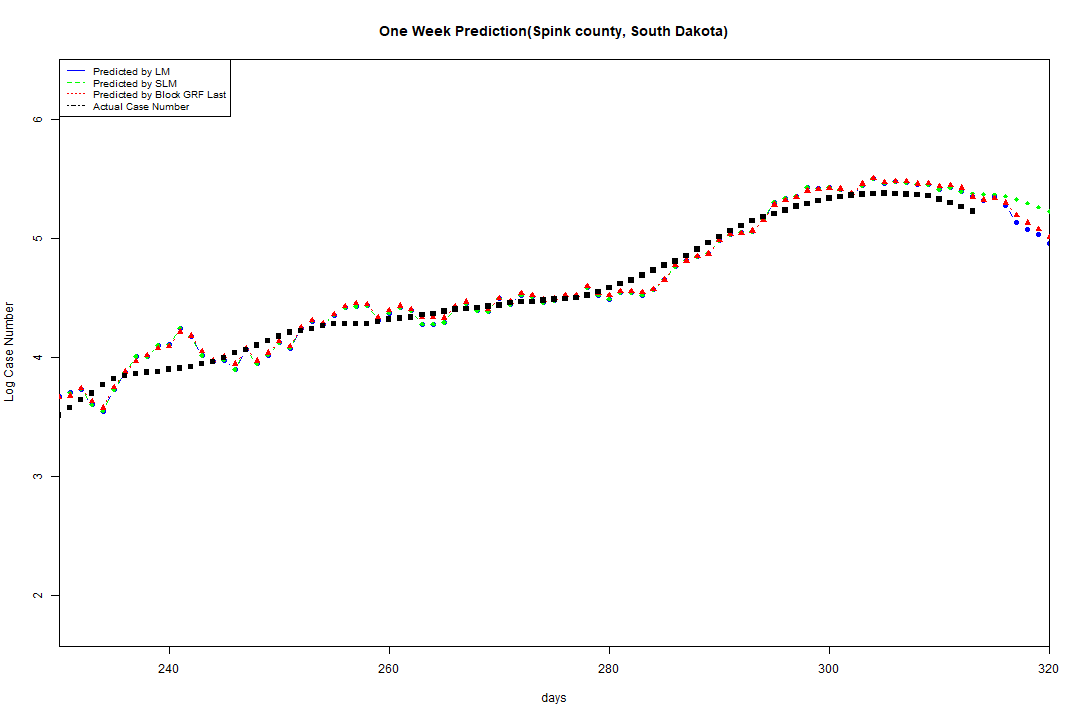 One Week Prediction(Spink county, South Dakota)
Predicted by LM
Predicted by SLM
Predicted by Block GRF Last
Actual Case Number
6
5
4
3
2
Log Case Number
240
260
280
300
320
days